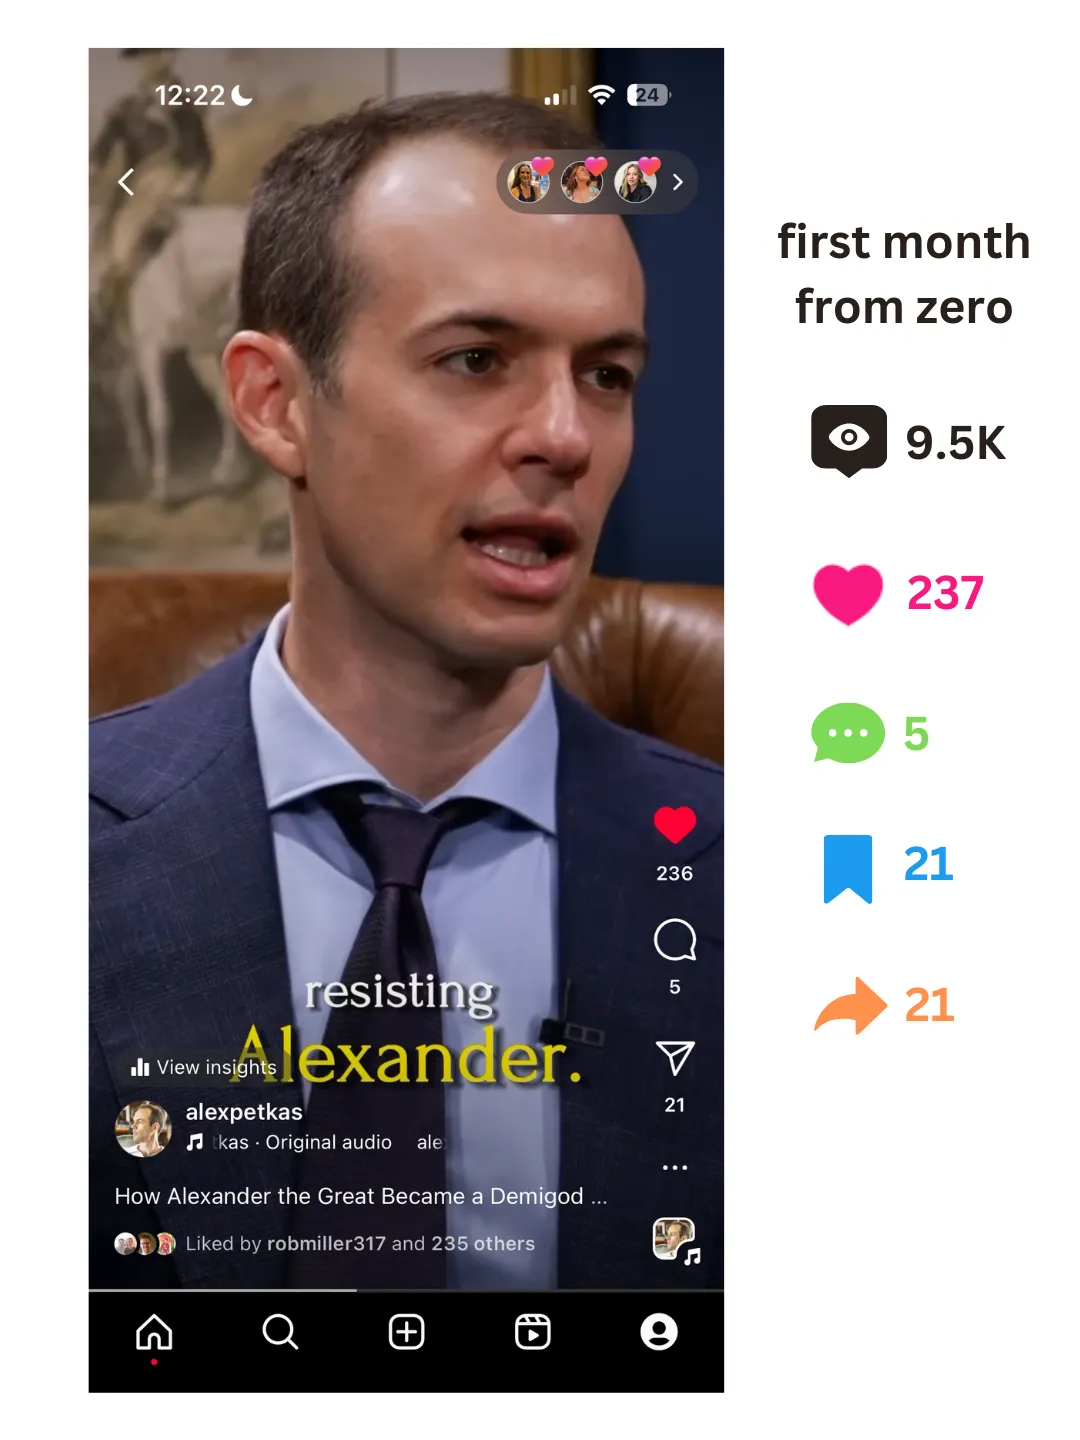 12:22
24
first month
from zero
9.5K
237
5
21
21
236
5
21
resisting
Alexander.
View insights
alexpetkas
tkas · Original audio ale
How Alexander the Great Became a Demigod ...
Liked by robmiller317 and 235 others